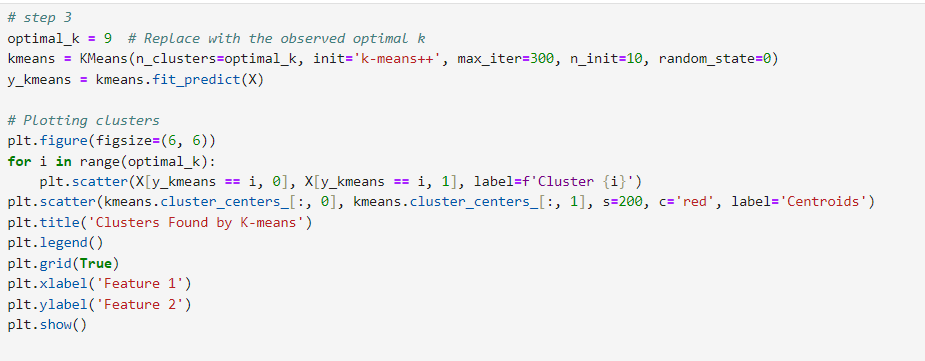 # step 3
optimal_k = 9  # Replace with the observed optimal k
kmeans = KMeans(n_clusters=optimal_k, init='k-means++', max_iter=300, n_init=10, random_state=0)
y_kmeans = kmeans.fit_predict(X)

# Plotting clusters
plt.figure(figsize=(6, 6))
for i in range(optimal_k):
    plt.scatter(X[y_kmeans == i, 0], X[y_kmeans == i, 1], label=f'Cluster {i}')
plt.scatter(kmeans.cluster_centers_[:, 0], kmeans.cluster_centers_[:, 1], s=200, c='red', label='Centroids')
plt.title('Clusters Found by K-means')
plt.legend()
plt.grid(True)
plt.xlabel('Feature 1')
plt.ylabel('Feature 2')
plt.show()